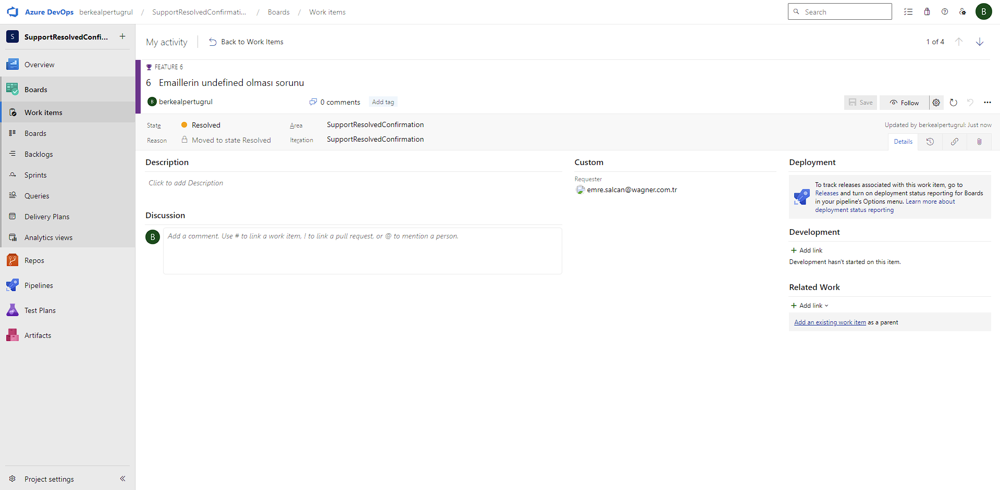 Azure DevOps berkealpertugrul / SupportResolvedConfirmati... / Boards / Work items
Search
B
S SupportResolvedConfi... +
Overview
Boards
Work items
Boards
Backlogs
Sprints
Queries
Delivery Plans
Analytics views
Repos
Pipelines
Test Plans
Artifacts
Project settings
My activity Back to Work Items
1 of 4
FEATURE 6
6 Emaillerin undefined olması sorunu
B berkealpertugrul 0 comments Add tag
Save Follow
State Resolved Area SupportResolvedConfirmation
Reason Moved to state Resolved Iteration SupportResolvedConfirmation
Updated by berkealpertugrul: Just now
Details
Description
Click to add Description
Discussion
B
Add a comment. Use # to link a work item, ! to link a pull request, or @ to mention a person.
Custom
Requester
emre.salcan@wagner.com.tr
Deployment
To track releases associated with this work item, go to
Releases and turn on deployment status reporting for Boards
in your pipeline's Options menu. Learn more about
deployment status reporting
Development
+ Add link
Development hasn't started on this item.
Related Work
+ Add link
Add an existing work item as a parent